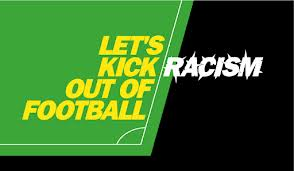 LET'S
KICK RACISM
OUT OF
FOOTBALL